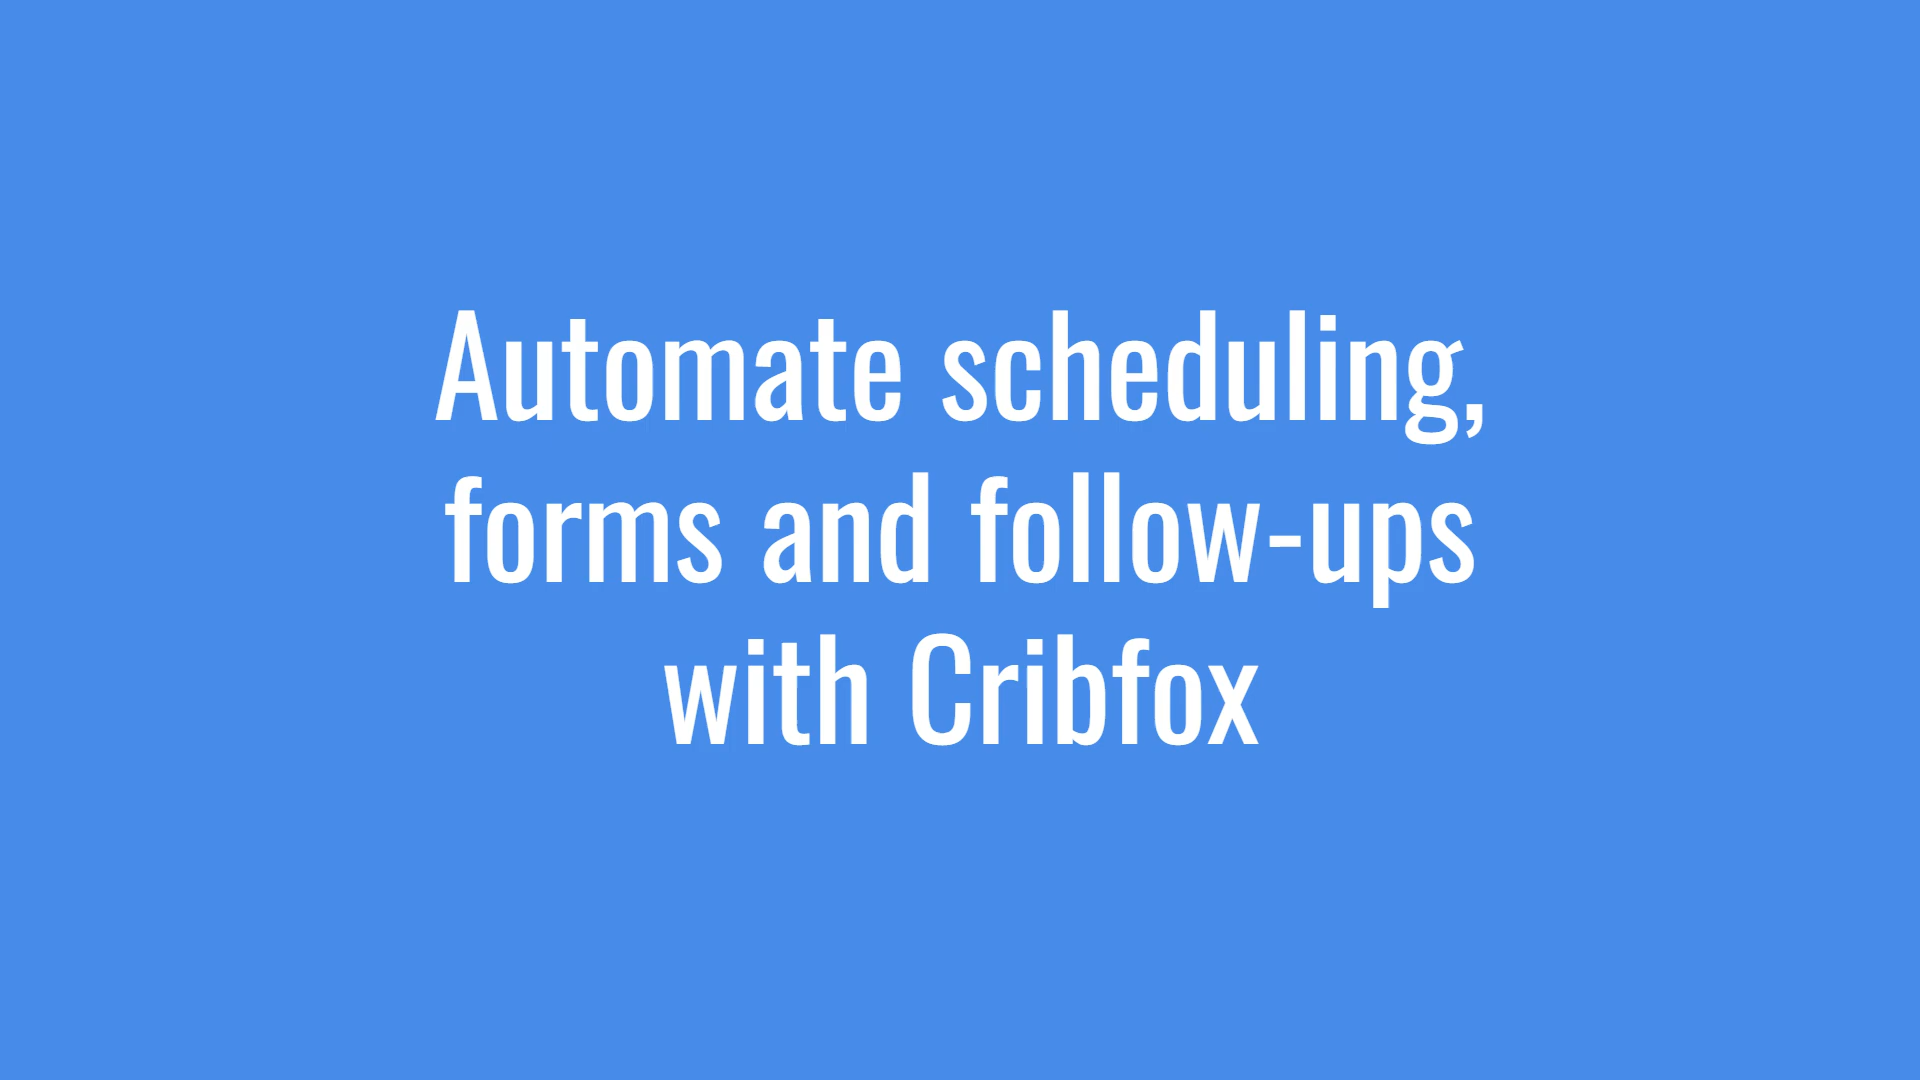 Automate scheduling,
forms and follow-ups
with Cribfox